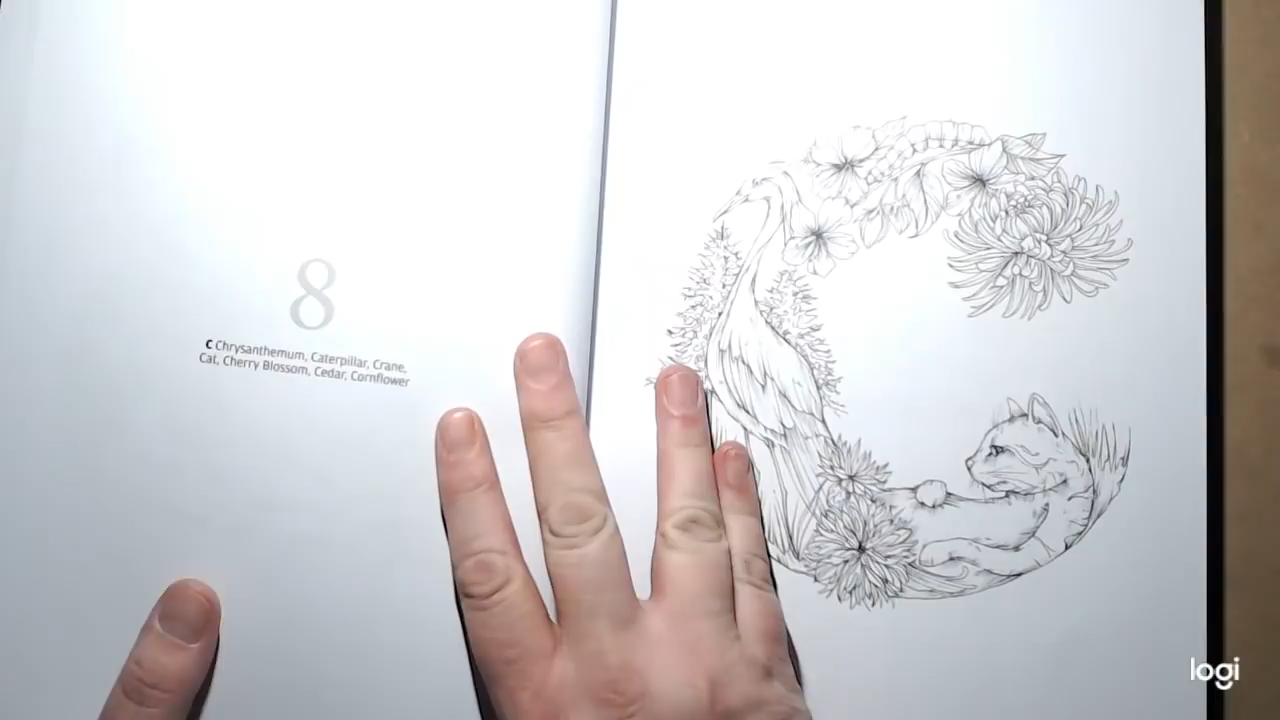 8
C Chrysanthemum, Caterpillar, Crane,
Cat, Cherry Blossom, Cedar, Cornflower
logi